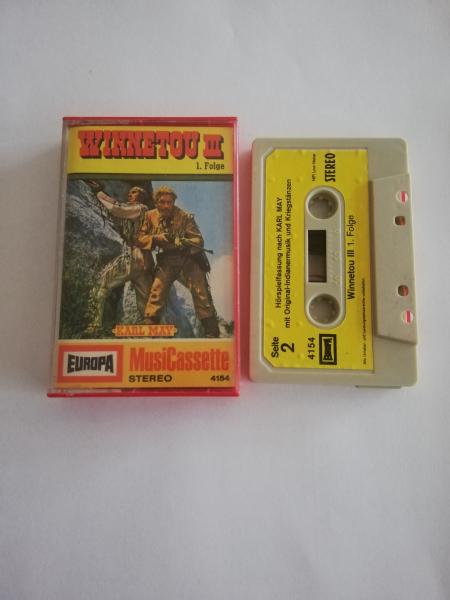 WINNETOU III
1. Folge
KARL MAY
EUROPA
MusiCassette
STEREO
4154
Hörspielfassung nach KARL MAY
mit Original-Indianermusik und Kriegstänzen
STEREO
Seite
2
4154
EUROPA
Winnetou III 1. Folge